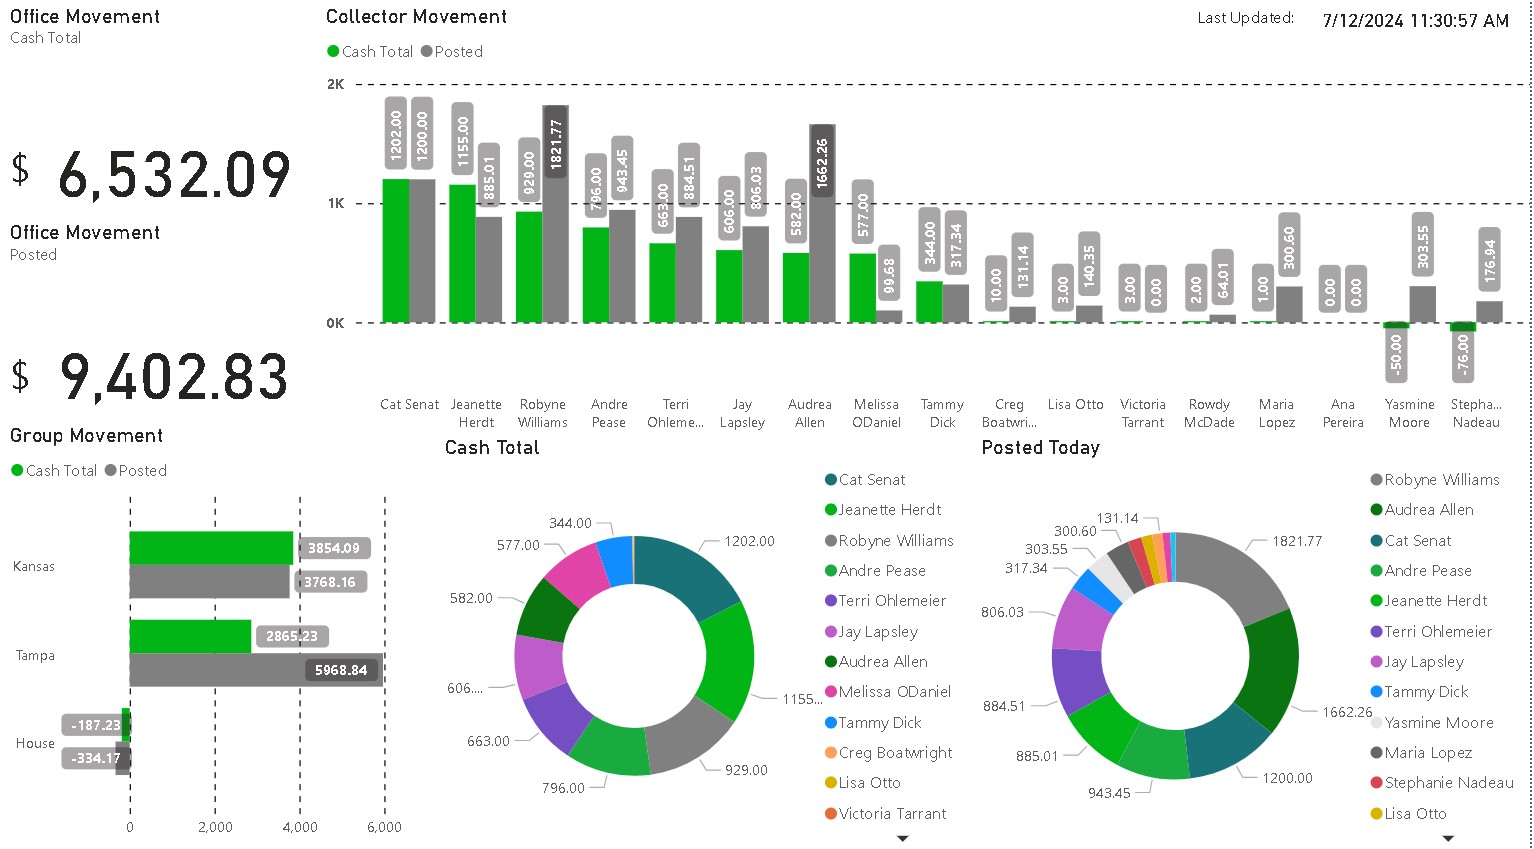 Office Movement
Cash Total
$ 6,532.09
Office Movement
Posted
$ 9,402.83
Collector Movement
Cash Total Posted
Last Updated: 7/12/2024 11:30:57 AM
2K
1K
0K
1202.00 1200.00
1155.00 885.01
929.00 1821.77
796.00 943.45
663.00 884.51
606.00 806.03
582.00 1662.26
577.00 99.68
344.00 317.34
10.00 131.14
3.00 140.35
3.00 0.00
2.00 64.01
1.00 300.60
0.00 0.00
-50.00 303.55
-76.00 176.94
Cat Senat
Jeanette
Herdt
Robyne
Williams
Andre
Pease
Terri
Ohleme...
Jay
Lapsley
Audrea
Allen
Melissa
ODaniel
Tammy
Dick
Creg
Boatwri...
Lisa Otto
Victoria
Tarrant
Rowdy
McDade
Maria
Lopez
Ana
Pereira
Yasmine
Moore
Stepha...
Nadeau
Group Movement
Cash Total Posted
Kansas
3854.09
3768.16
Tampa
2865.23
5968.84
House
-187.23
-334.17
0 2,000 4,000 6,000
Cash Total
1202.00
1155....
929.00
796.00
663.00
606....
582.00
577.00
344.00
Cat Senat
Jeanette Herdt
Robyne Williams
Andre Pease
Terri Ohlemeier
Jay Lapsley
Audrea Allen
Melissa ODaniel
Tammy Dick
Creg Boatwright
Lisa Otto
Victoria Tarrant
Posted Today
1821.77
1662.26
1200.00
943.45
885.01
884.51
806.03
317.34
303.55
300.60
131.14
Robyne Williams
Audrea Allen
Cat Senat
Andre Pease
Jeanette Herdt
Terri Ohlemeier
Jay Lapsley
Tammy Dick
Yasmine Moore
Maria Lopez
Stephanie Nadeau
Lisa Otto